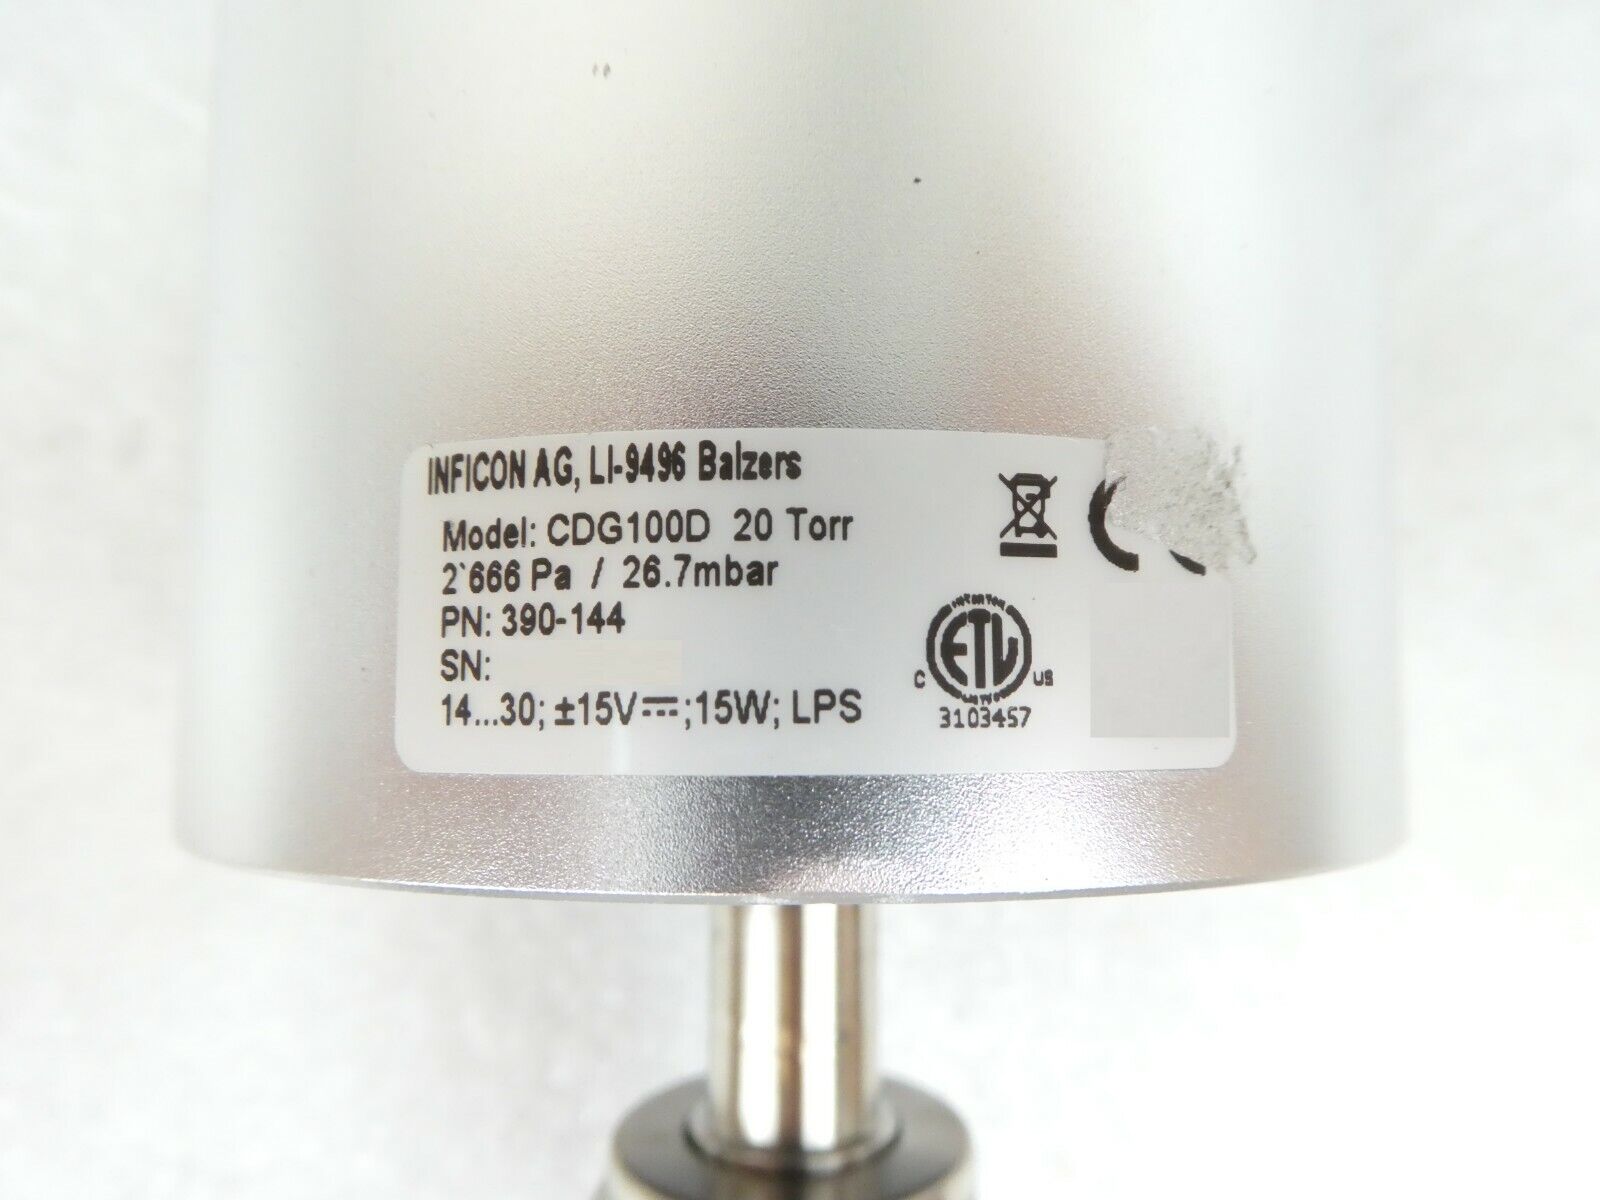 INFICON AG, LI-9496 Balzers
Model: CDG100D 20 Torr
2`666 Pa / 26.7mbar
PN: 390-144
SN:
14...30; ±15V⎓;15W; LPS
CE
ETL
C US
3103457